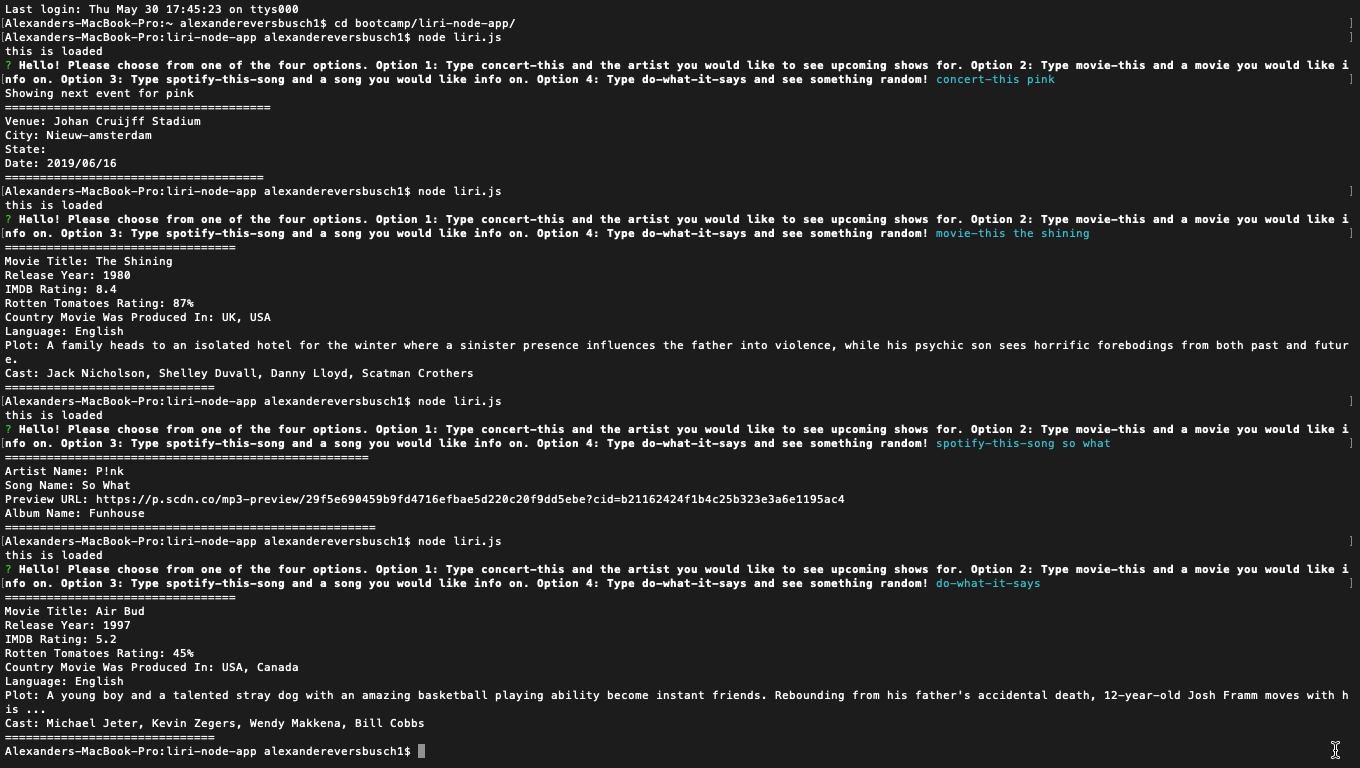 Last login: Thu May 30 17:45:23 on ttys000
[Alexanders-MacBook-Pro:~ alexandereversbusch1$ cd bootcamp/liri-node-app/ ]
[Alexanders-MacBook-Pro:liri-node-app alexandereversbusch1$ node liri.js ]
this is loaded
? Hello! Please choose from one of the four options. Option 1: Type concert-this and the artist you would like to see upcoming shows for. Option 2: Type movie-this and a movie you would like i
[nfo on. Option 3: Type spotify-this-song and a song you would like info on. Option 4: Type do-what-it-says and see something random! concert-this pink ]
Showing next event for pink
======================================
Venue: Johan Cruijff Stadium
City: Nieuw-amsterdam
State:
Date: 2019/06/16
=====================================
[Alexanders-MacBook-Pro:liri-node-app alexandereversbusch1$ node liri.js ]
this is loaded
? Hello! Please choose from one of the four options. Option 1: Type concert-this and the artist you would like to see upcoming shows for. Option 2: Type movie-this and a movie you would like i
[nfo on. Option 3: Type spotify-this-song and a song you would like info on. Option 4: Type do-what-it-says and see something random! movie-this the shining ]
=================================
Movie Title: The Shining
Release Year: 1980
IMDB Rating: 8.4
Rotten Tomatoes Rating: 87%
Country Movie Was Produced In: UK, USA
Language: English
Plot: A family heads to an isolated hotel for the winter where a sinister presence influences the father into violence, while his psychic son sees horrific forebodings from both past and futur
e.
Cast: Jack Nicholson, Shelley Duvall, Danny Lloyd, Scatman Crothers
==============================
[Alexanders-MacBook-Pro:liri-node-app alexandereversbusch1$ node liri.js ]
this is loaded
? Hello! Please choose from one of the four options. Option 1: Type concert-this and the artist you would like to see upcoming shows for. Option 2: Type movie-this and a movie you would like i
[nfo on. Option 3: Type spotify-this-song and a song you would like info on. Option 4: Type do-what-it-says and see something random! spotify-this-song so what ]
====================================================
Artist Name: P!nk
Song Name: So What
Preview URL: https://p.scdn.co/mp3-preview/29f5e690459b9fd4716efbae5d220c20f9dd5ebe?cid=b21162424f1b4c25b323e3a6e1195ac4
Album Name: Funhouse
=====================================================
[Alexanders-MacBook-Pro:liri-node-app alexandereversbusch1$ node liri.js ]
this is loaded
? Hello! Please choose from one of the four options. Option 1: Type concert-this and the artist you would like to see upcoming shows for. Option 2: Type movie-this and a movie you would like i
[nfo on. Option 3: Type spotify-this-song and a song you would like info on. Option 4: Type do-what-it-says and see something random! do-what-it-says ]
=================================
Movie Title: Air Bud
Release Year: 1997
IMDB Rating: 5.2
Rotten Tomatoes Rating: 45%
Country Movie Was Produced In: USA, Canada
Language: English
Plot: A young boy and a talented stray dog with an amazing basketball playing ability become instant friends. Rebounding from his father's accidental death, 12-year-old Josh Framm moves with h
is ...
Cast: Michael Jeter, Kevin Zegers, Wendy Makkena, Bill Cobbs
==============================
Alexanders-MacBook-Pro:liri-node-app alexandereversbusch1$